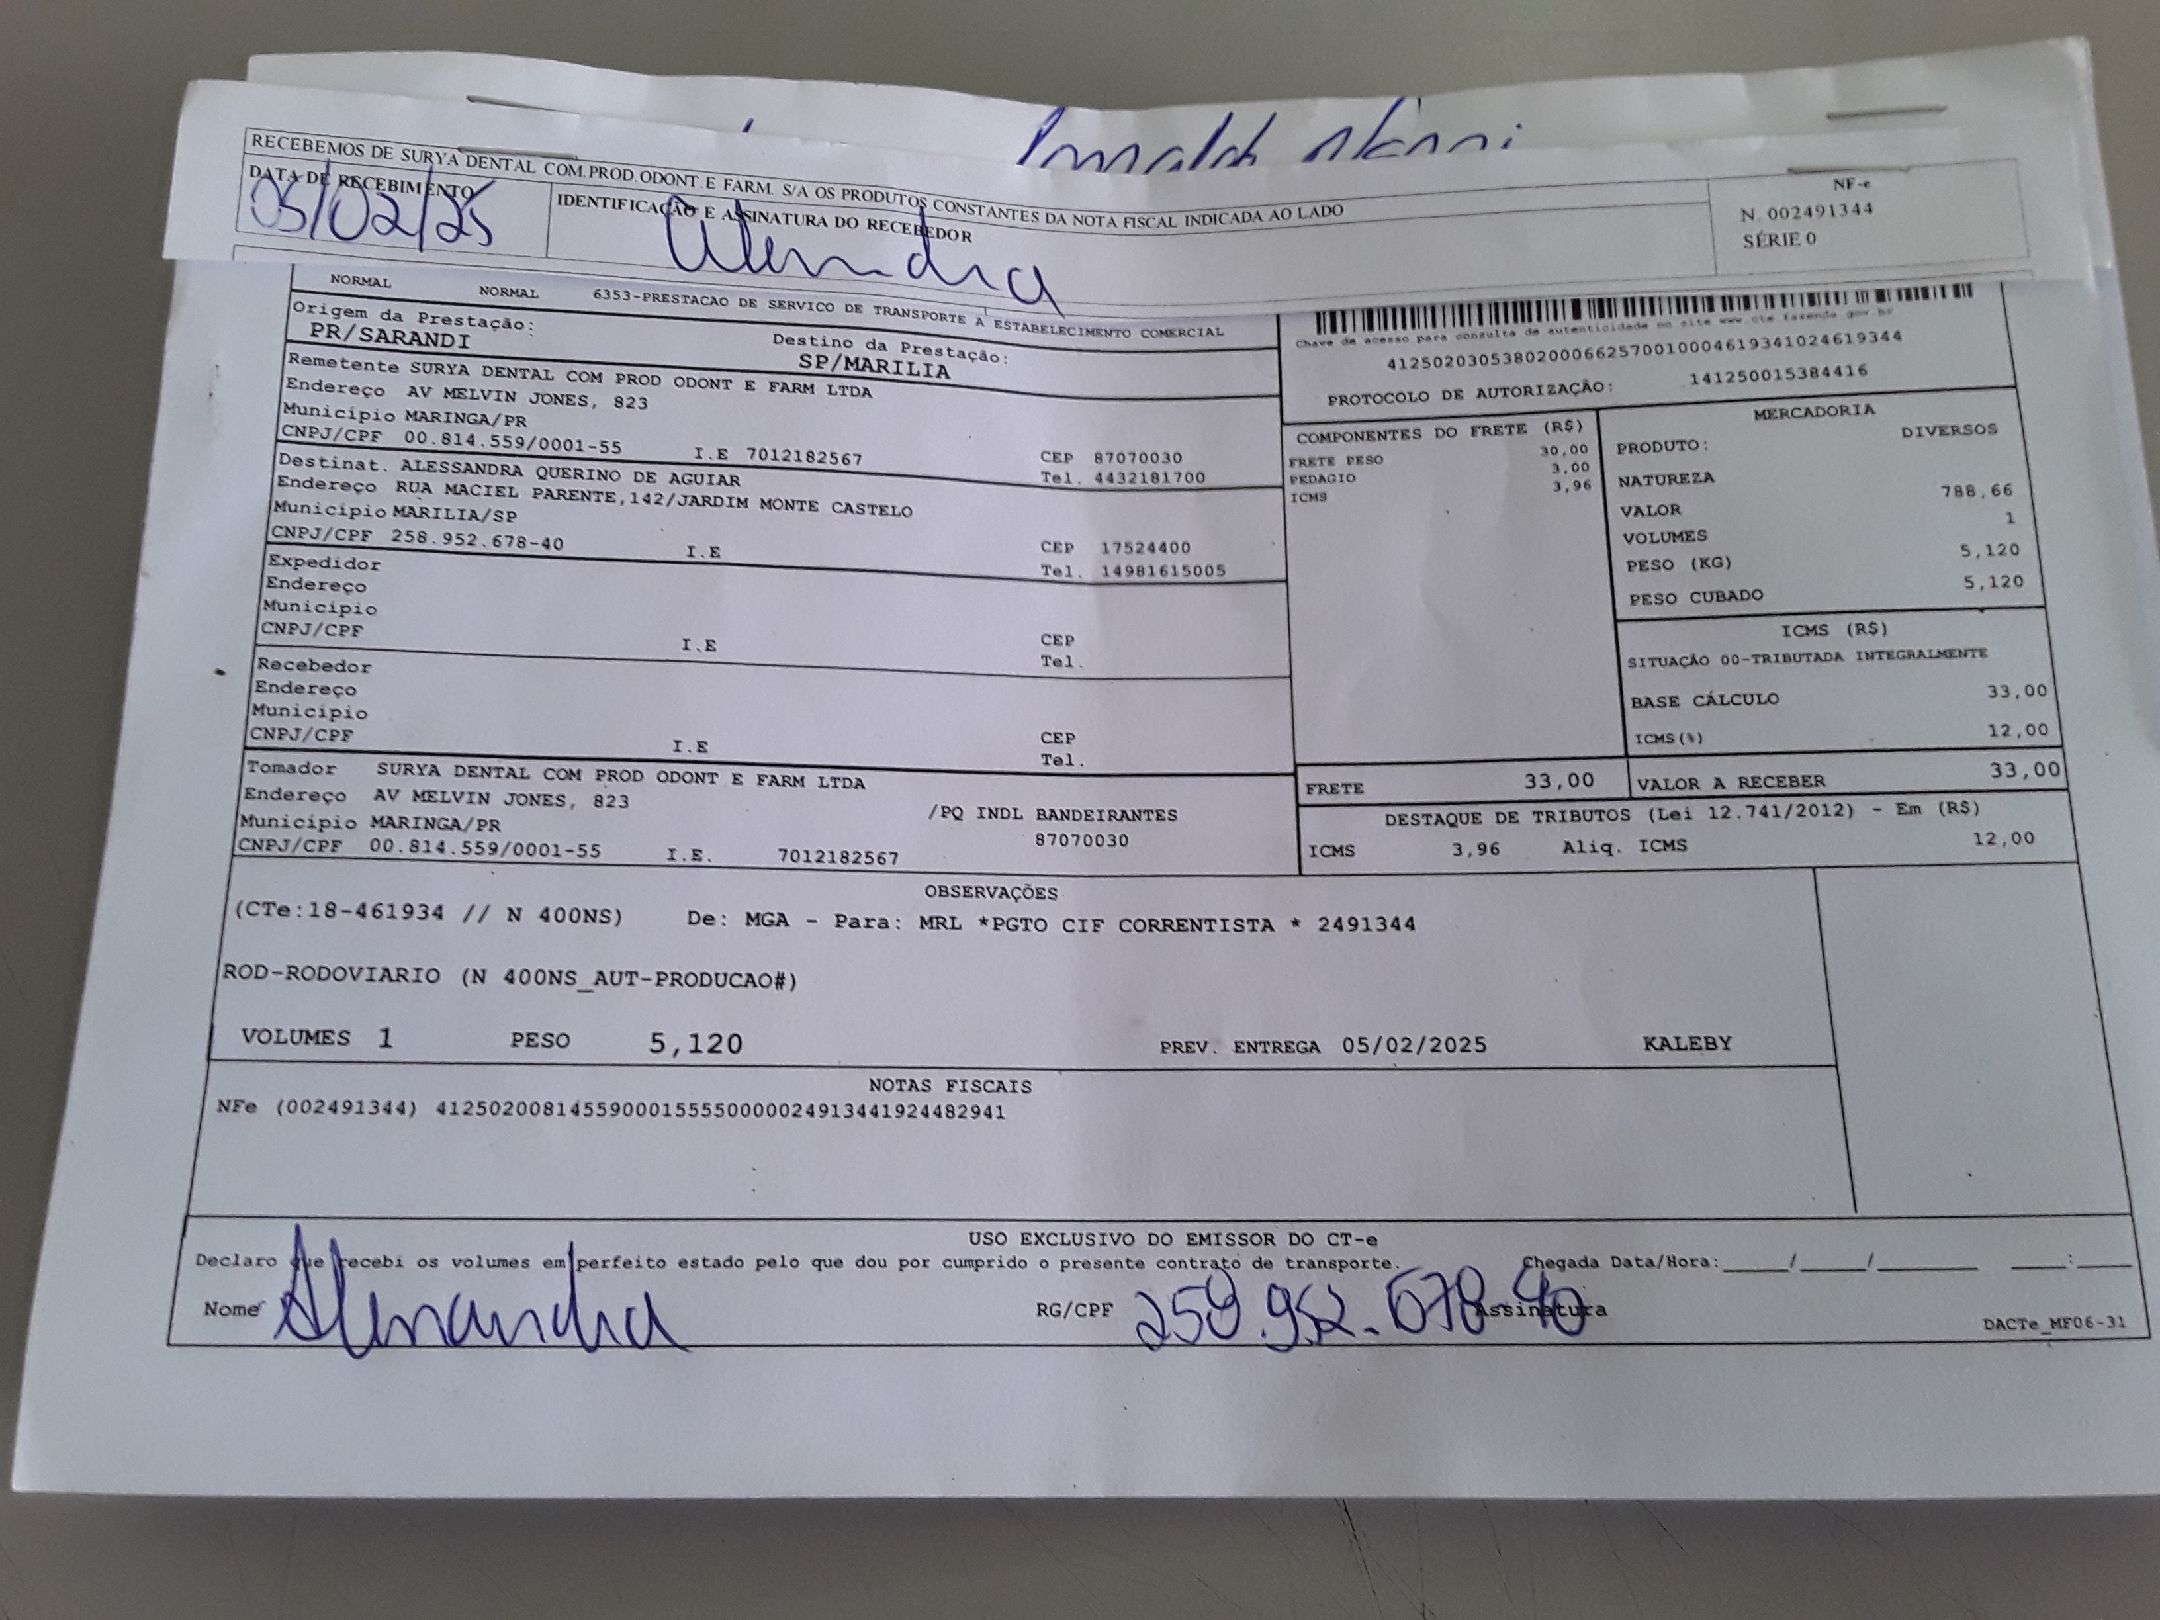 RECEBEMOS DE SURYA DENTAL COM.PROD.ODONT.E FARM. S/A OS PRODUTOS CONSTANTES DA NOTA FISCAL INDICADA AO LADO
DATA DE RECEBIMENTO
05/02/25
IDENTIFICAÇÃO E ASSINATURA DO RECEBEDOR
NF-e
N. 002491344
SÉRIE 0
NORMAL NORMAL 6353-PRESTACAO DE SERVICO DE TRANSPORTE A ESTABELECIMENTO COMERCIAL
Origem da Prestação:
PR/SARANDI
Destino da Prestação:
SP/MARILIA
Remetente SURYA DENTAL COM PROD ODONT E FARM LTDA
Endereço AV MELVIN JONES, 823
Município MARINGA/PR
CNPJ/CPF 00.814.559/0001-55 I.E 7012182567
CEP 87070030
Tel. 4432181700
Destinat. ALESSANDRA QUERINO DE AGUIAR
Endereço RUA MACIEL PARENTE,142/JARDIM MONTE CASTELO
Município MARILIA/SP
CNPJ/CPF 258.952.678-40 I.E
CEP 17524400
Tel. 14981615005
Expedidor
Endereço
Município
CNPJ/CPF I.E
CEP
Tel.
Recebedor
Endereço
Município
CNPJ/CPF I.E
CEP
Tel.
Tomador SURYA DENTAL COM PROD ODONT E FARM LTDA
Endereço AV MELVIN JONES, 823 /PQ INDL BANDEIRANTES
Município MARINGA/PR 87070030
CNPJ/CPF 00.814.559/0001-55 I.E. 7012182567
Chave de acesso para consulta de autenticidade no site www.cte.fazenda.gov.br
41250203053802000662570010004619341024619344
PROTOCOLO DE AUTORIZAÇÃO: 141250015384416
COMPONENTES DO FRETE (R$)
FRETE PESO 30,00
PEDAGIO 3,00
ICMS 3,96
MERCADORIA
PRODUTO: DIVERSOS
NATUREZA
VALOR 788,66
VOLUMES 1
PESO (KG) 5,120
PESO CUBADO 5,120
ICMS (R$)
SITUAÇÃO 00-TRIBUTADA INTEGRALMENTE
BASE CÁLCULO 33,00
ICMS(%) 12,00
FRETE 33,00 VALOR A RECEBER 33,00
DESTAQUE DE TRIBUTOS (Lei 12.741/2012) - Em (R$)
ICMS 3,96 Aliq. ICMS 12,00
OBSERVAÇÕES
(CTe:18-461934 // N 400NS) De: MGA - Para: MRL *PGTO CIF CORRENTISTA * 2491344
ROD-RODOVIARIO (N 400NS_AUT-PRODUCAO#)
VOLUMES 1 PESO 5,120 PREV. ENTREGA 05/02/2025 KALEBY
NOTAS FISCAIS
NFe (002491344) 41250200814559000155550000024913441924482941
USO EXCLUSIVO DO EMISSOR DO CT-e
Declaro que recebi os volumes em perfeito estado pelo que dou por cumprido o presente contrato de transporte. Chegada Data/Hora:_____/_____/_________ _____:_____
Nome RG/CPF 258.952.678-40 Assinatura
DACTe_MF06-31